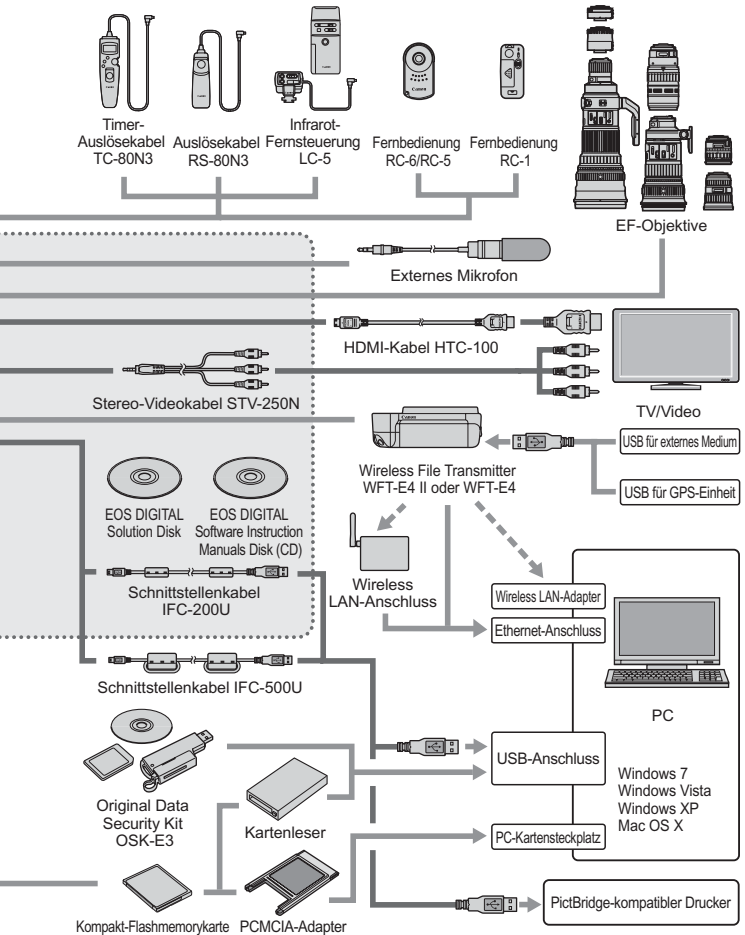 Timer-
Auslösekabel
TC-80N3
Auslösekabel
RS-80N3
Infrarot-
Fernsteuerung
LC-5
Fernbedienung
RC-6/RC-5
Fernbedienung
RC-1
EF-Objektive
Externes Mikrofon
HDMI-Kabel HTC-100
Stereo-Videokabel STV-250N
TV/Video
Canon
Wireless File Transmitter
WFT-E4 II oder WFT-E4
USB für externes Medium
USB für GPS-Einheit
EOS DIGITAL
Solution Disk
EOS DIGITAL
Software Instruction
Manuals Disk (CD)
Schnittstellenkabel
IFC-200U
Wireless
LAN-Anschluss
Wireless LAN-Adapter
Ethernet-Anschluss
Schnittstellenkabel IFC-500U
PC
USB-Anschluss
Windows 7
Windows Vista
Windows XP
Mac OS X
Original Data
Security Kit
OSK-E3
Kartenleser
PC-Kartensteckplatz
Kompakt-Flashmemorykarte
PCMCIA-Adapter
PictBridge-kompatibler Drucker